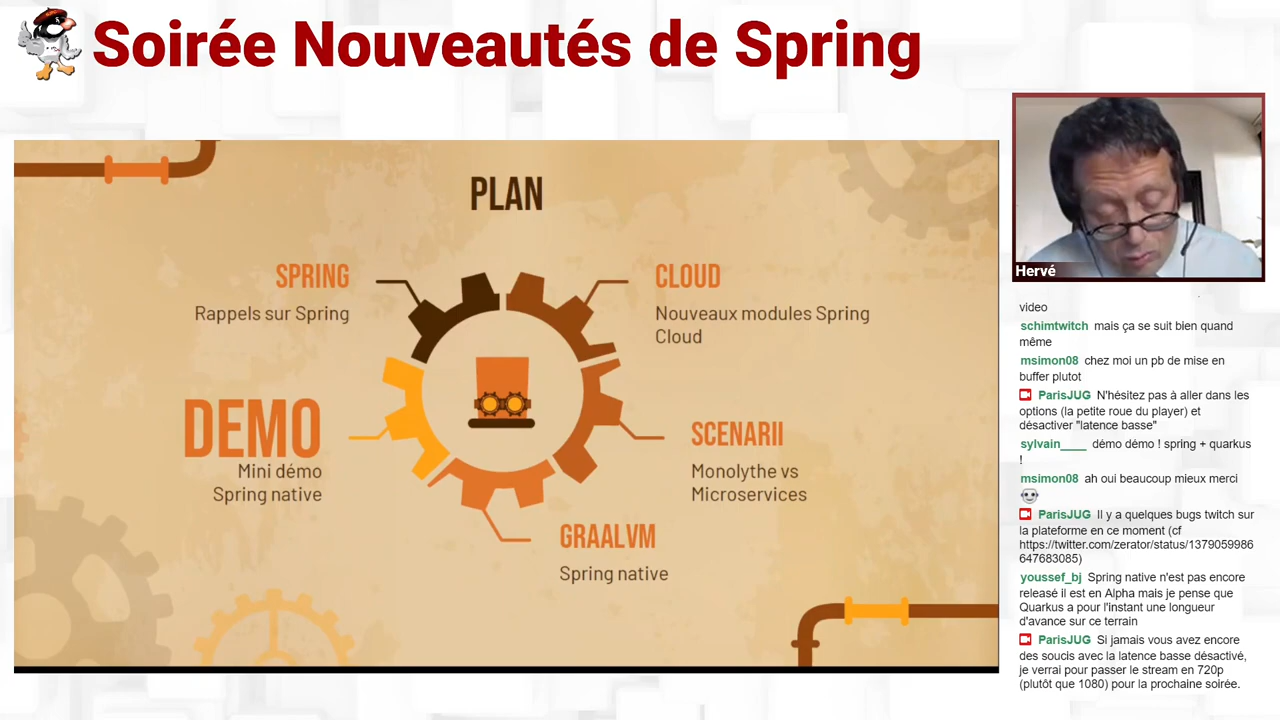 Soirée Nouveautés de Spring
PLAN
SPRING
Rappels sur Spring
CLOUD
Nouveaux modules Spring
Cloud
DEMO
Mini démo
Spring native
SCENARII
Monolythe vs
Microservices
GRAALVM
Spring native
Hervé
video
schimtwitch mais ça se suit bien quand
même
msimon08 chez moi un pb de mise en
buffer plutot
ParisJUG N'hésitez pas à aller dans les
options (la petite roue du player) et
désactiver "latence basse"
sylvain____ démo démo ! spring + quarkus
!
msimon08 ah oui beaucoup mieux merci
ParisJUG Il y a quelques bugs twitch sur
la plateforme en ce moment (cf
https://twitter.com/zerator/status/1379059986
647683085)
youssef_bj Spring native n'est pas encore
releasé il est en Alpha mais je pense que
Quarkus a pour l'instant une longueur
d'avance sur ce terrain
ParisJUG Si jamais vous avez encore
des soucis avec la latence basse désactivé,
je verrai pour passer le stream en 720p
(plutôt que 1080) pour la prochaine soirée.